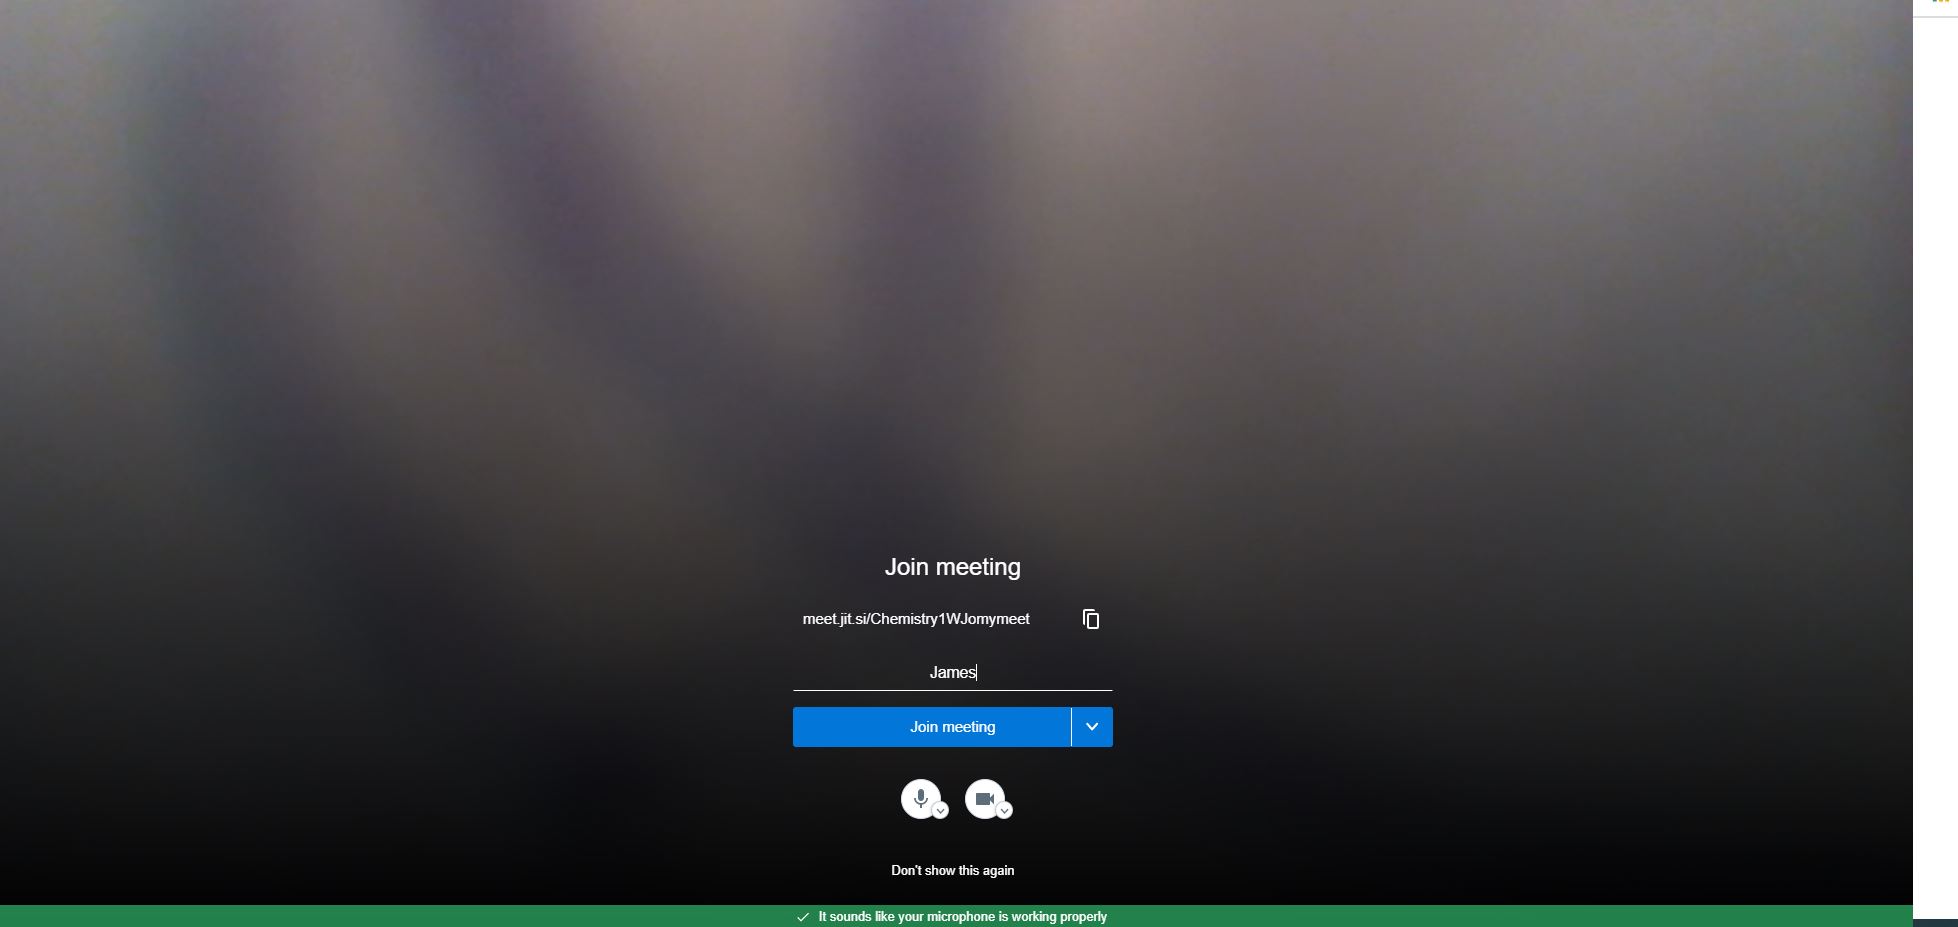 Join meeting
meet.jit.si/Chemistry1WJomymeet
James
Join meeting
Don't show this again
It sounds like your microphone is working properly